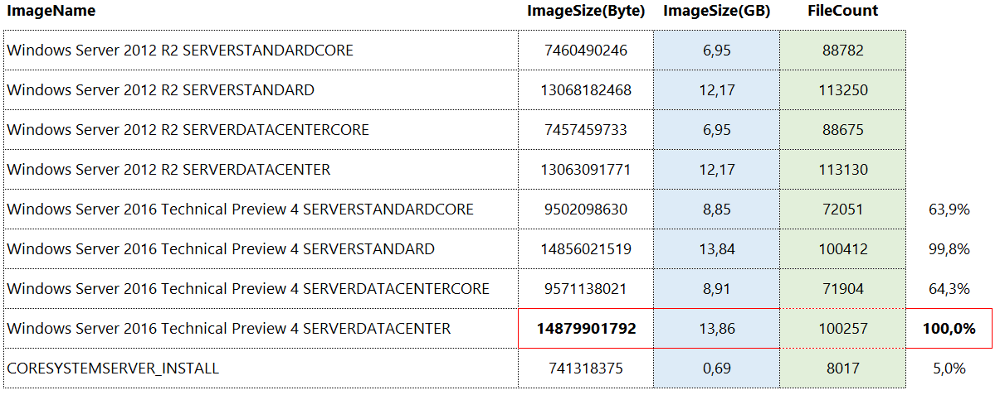 ImageName ImageSize(Byte) ImageSize(GB) FileCount
Windows Server 2012 R2 SERVERSTANDARDCORE 7460490246 6,95 88782
Windows Server 2012 R2 SERVERSTANDARD 13068182468 12,17 113250
Windows Server 2012 R2 SERVERDATACENTERCORE 7457459733 6,95 88675
Windows Server 2012 R2 SERVERDATACENTER 13063091771 12,17 113130
Windows Server 2016 Technical Preview 4 SERVERSTANDARDCORE 9502098630 8,85 72051 63,9%
Windows Server 2016 Technical Preview 4 SERVERSTANDARD 14856021519 13,84 100412 99,8%
Windows Server 2016 Technical Preview 4 SERVERDATACENTERCORE 9571138021 8,91 71904 64,3%
Windows Server 2016 Technical Preview 4 SERVERDATACENTER 14879901792 13,86 100257 100,0%
CORESYSTEMSERVER_INSTALL 741318375 0,69 8017 5,0%